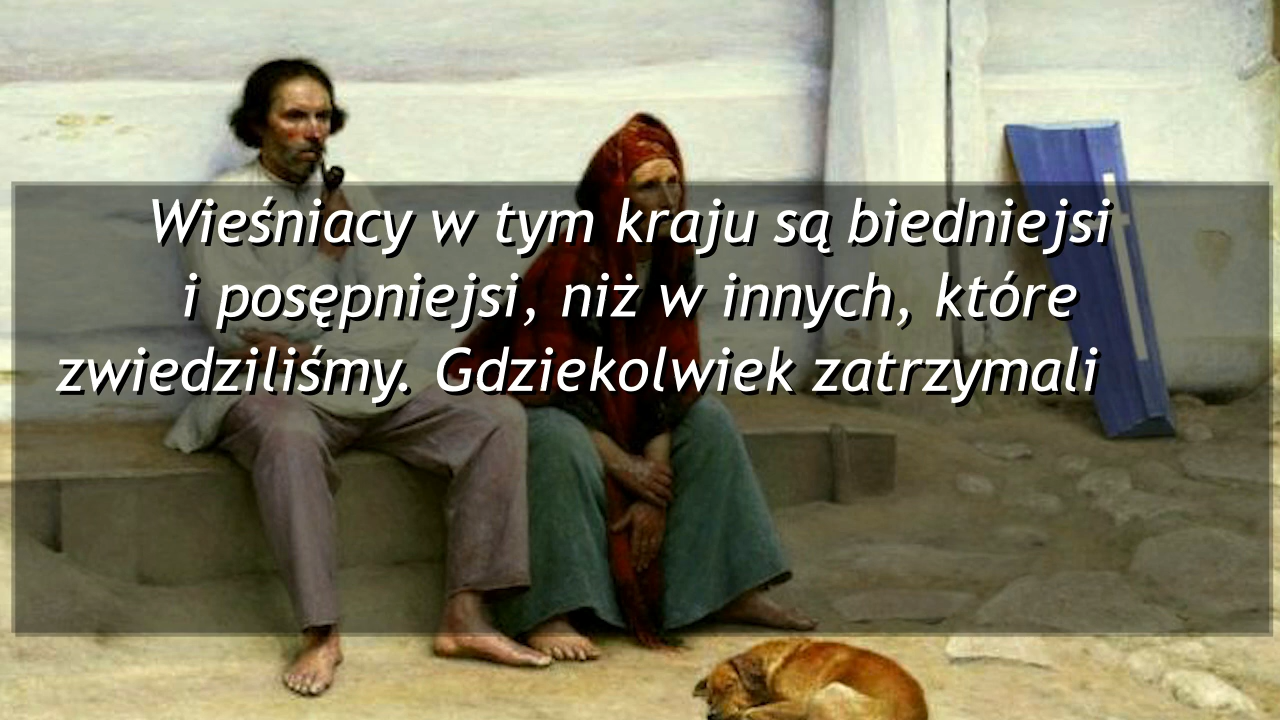 Wieśniacy w tym kraju są biedniejsi
i posępniejsi, niż w innych, które
zwiedziliśmy. Gdziekolwiek zatrzymali